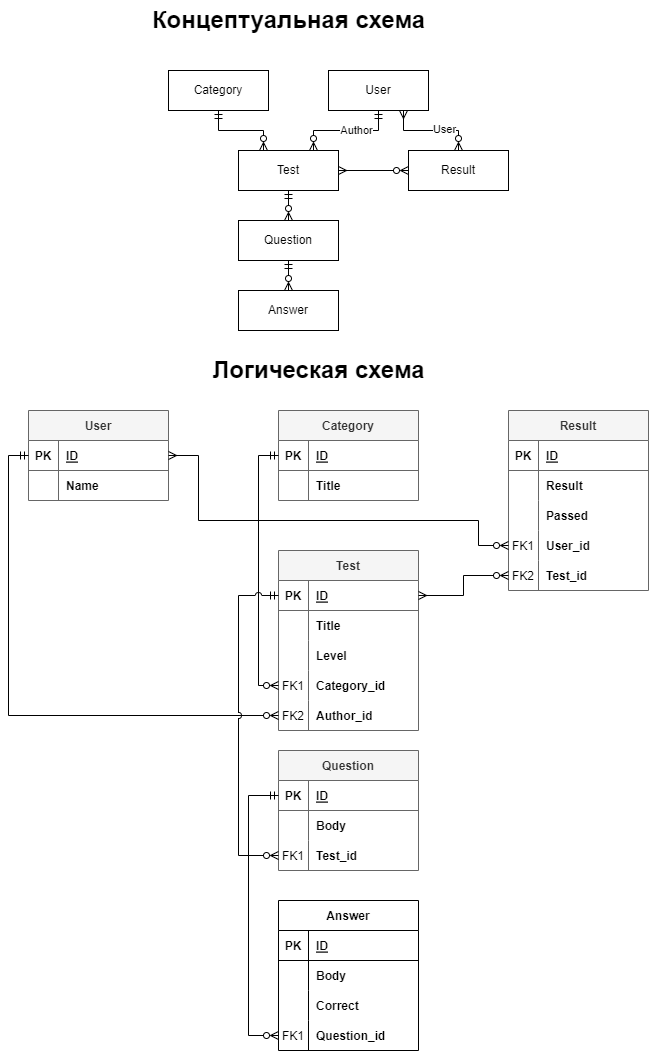 Концептуальная схема
Category
User
Author
User
Test
Result
Question
Answer
Логическая схема
User
PK ID
Name
Category
PK ID
Title
Result
PK ID
Result
Passed
FK1 User_id
FK2 Test_id
Test
PK ID
Title
Level
FK1 Category_id
FK2 Author_id
Question
PK ID
Body
FK1 Test_id
Answer
PK ID
Body
Correct
FK1 Question_id